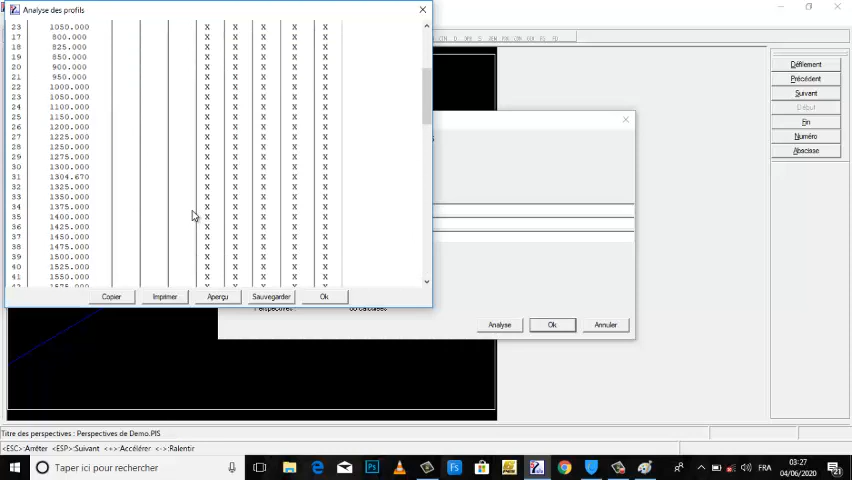 Analyse des profils
23 1050.000 X X X X X
17 800.000 X X X X X
18 825.000 X X X X X
19 850.000 X X X X X
20 900.000 X X X X X
21 950.000 X X X X X
22 1000.000 X X X X X
23 1050.000 X X X X X
24 1100.000 X X X X X
25 1150.000 X X X X X
26 1200.000 X X X X X
27 1225.000 X X X X X
28 1250.000 X X X X X
29 1275.000 X X X X X
30 1300.000 X X X X X
31 1304.670 X X X X X
32 1325.000 X X X X X
33 1350.000 X X X X X
34 1375.000 X X X X X
35 1400.000 X X X X X
36 1425.000 X X X X X
37 1450.000 X X X X X
38 1475.000 X X X X X
39 1500.000 X X X X X
40 1525.000 X X X X X
41 1550.000 X X X X X
Copier Imprimer Aperçu Sauvegarder Ok
Défilement
Précédent
Suivant
Début
Fin
Numéro
Abscisse
Analyse Ok Annuler
Titre des perspectives : Perspectives de Demo.PIS
<ESC>:Arrêter <ESP>:Suivant <+>:Accélérer <->:Ralentir
Taper ici pour rechercher
FRA
03:27
04/06/2020
21